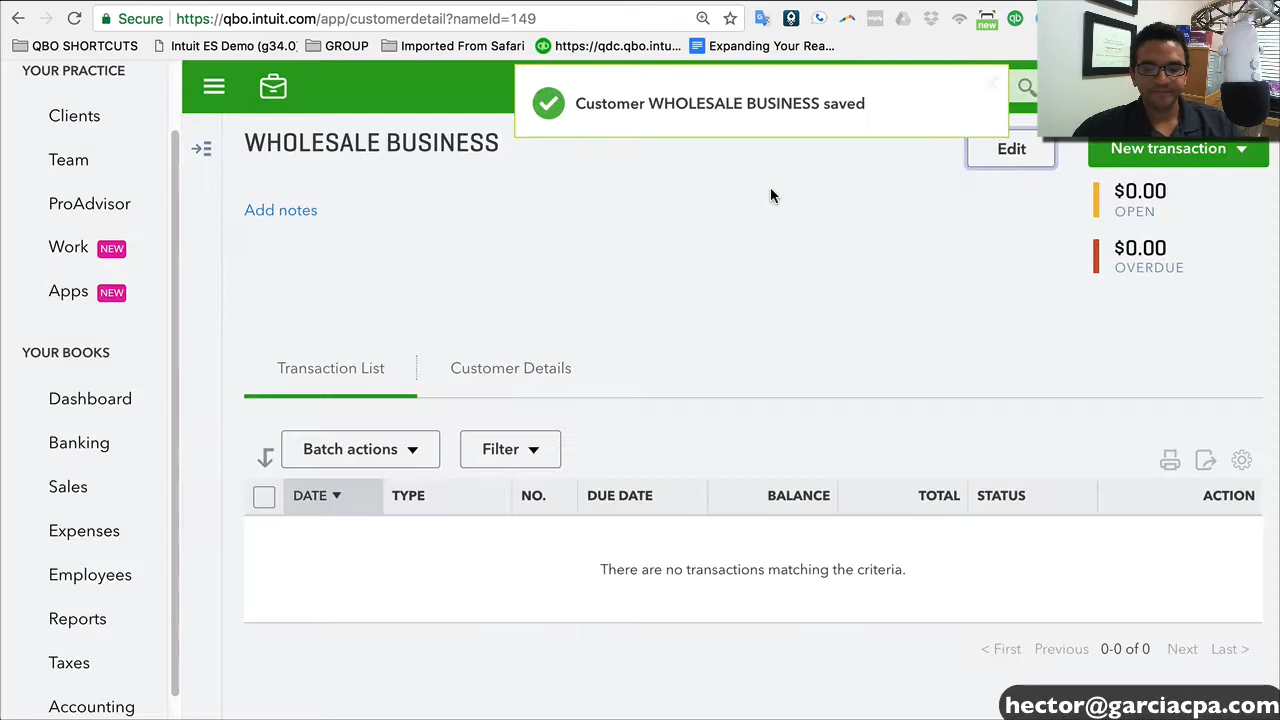 Secure
https://qbo.intuit.com/app/customerdetail?nameId=149
new
QBO SHORTCUTS
Intuit ES Demo (g34.0
GROUP
Imported From Safari
https://qdc.qbo.intu...
Expanding Your Rea...
YOUR PRACTICE
Clients
Team
ProAdvisor
Work NEW
Apps NEW
YOUR BOOKS
Dashboard
Banking
Sales
Expenses
Employees
Reports
Taxes
Accounting
Customer WHOLESALE BUSINESS saved
WHOLESALE BUSINESS
Edit
New transaction
Add notes
$0.00
OPEN
$0.00
OVERDUE
Transaction List
Customer Details
Batch actions
Filter
DATE TYPE NO. DUE DATE BALANCE TOTAL STATUS ACTION
There are no transactions matching the criteria.
< First Previous 0-0 of 0 Next Last >
hector@garciacpa.com